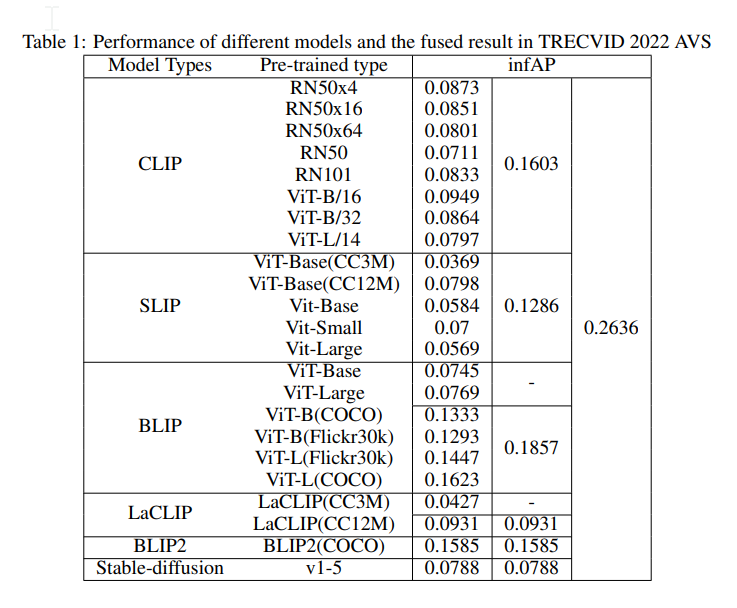 Table 1: Performance of different models and the fused result in TRECVID 2022 AVS
Model Types Pre-trained type infAP
RN50x4 0.0873
RN50x16 0.0851
RN50x64 0.0801
RN50 0.0711
CLIP 0.1603
RN101 0.0833
ViT-B/16 0.0949
ViT-B/32 0.0864
ViT-L/14 0.0797
ViT-Base(CC3M) 0.0369
ViT-Base(CC12M) 0.0798
SLIP Vit-Base 0.0584 0.1286
Vit-Small 0.07 0.2636
Vit-Large 0.0569
ViT-Base 0.0745
-
ViT-Large 0.0769
ViT-B(COCO) 0.1333
BLIP
ViT-B(Flickr30k) 0.1293
0.1857
ViT-L(Flickr30k) 0.1447
ViT-L(COCO) 0.1623
LaCLIP(CC3M) 0.0427 -
LaCLIP
LaCLIP(CC12M) 0.0931 0.0931
BLIP2 BLIP2(COCO) 0.1585 0.1585
Stable-diffusion v1-5 0.0788 0.0788